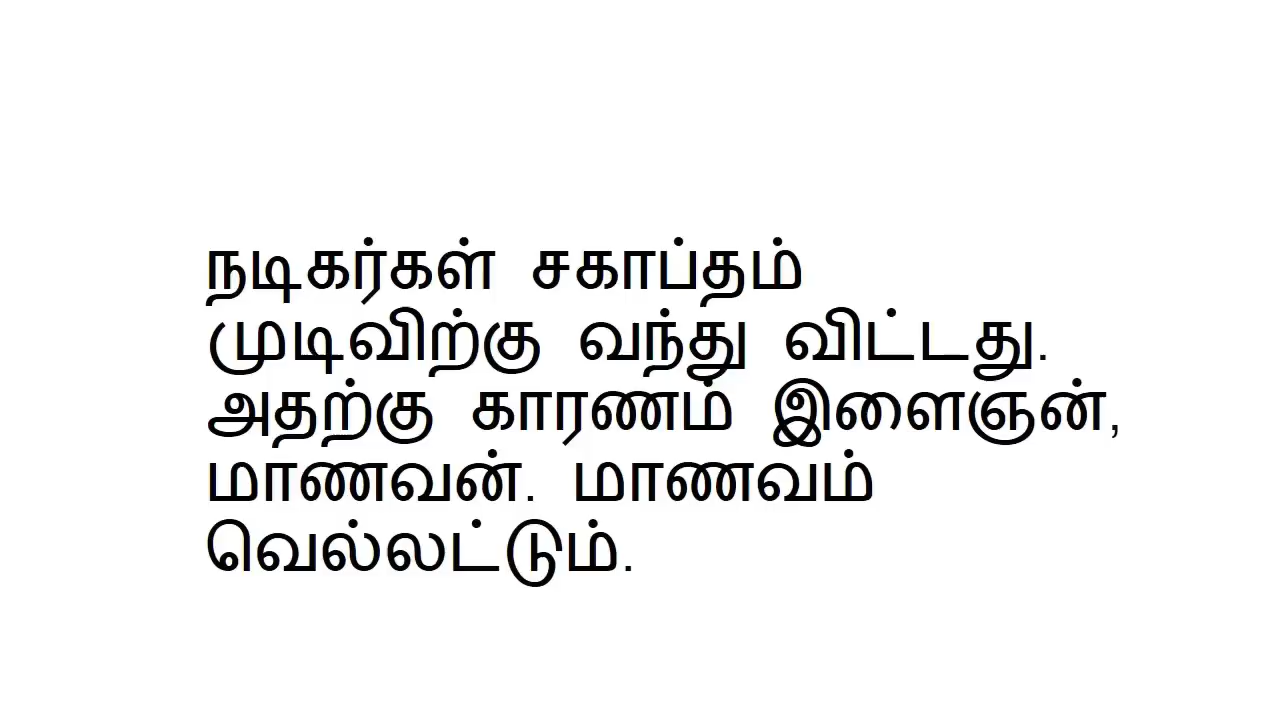 நடிகர்கள் சகாப்தம்
முடிவிற்கு வந்து விட்டது.
அதற்கு காரணம் இளைஞன்,
மாணவன். மாணவம்
வெல்லட்டும்.